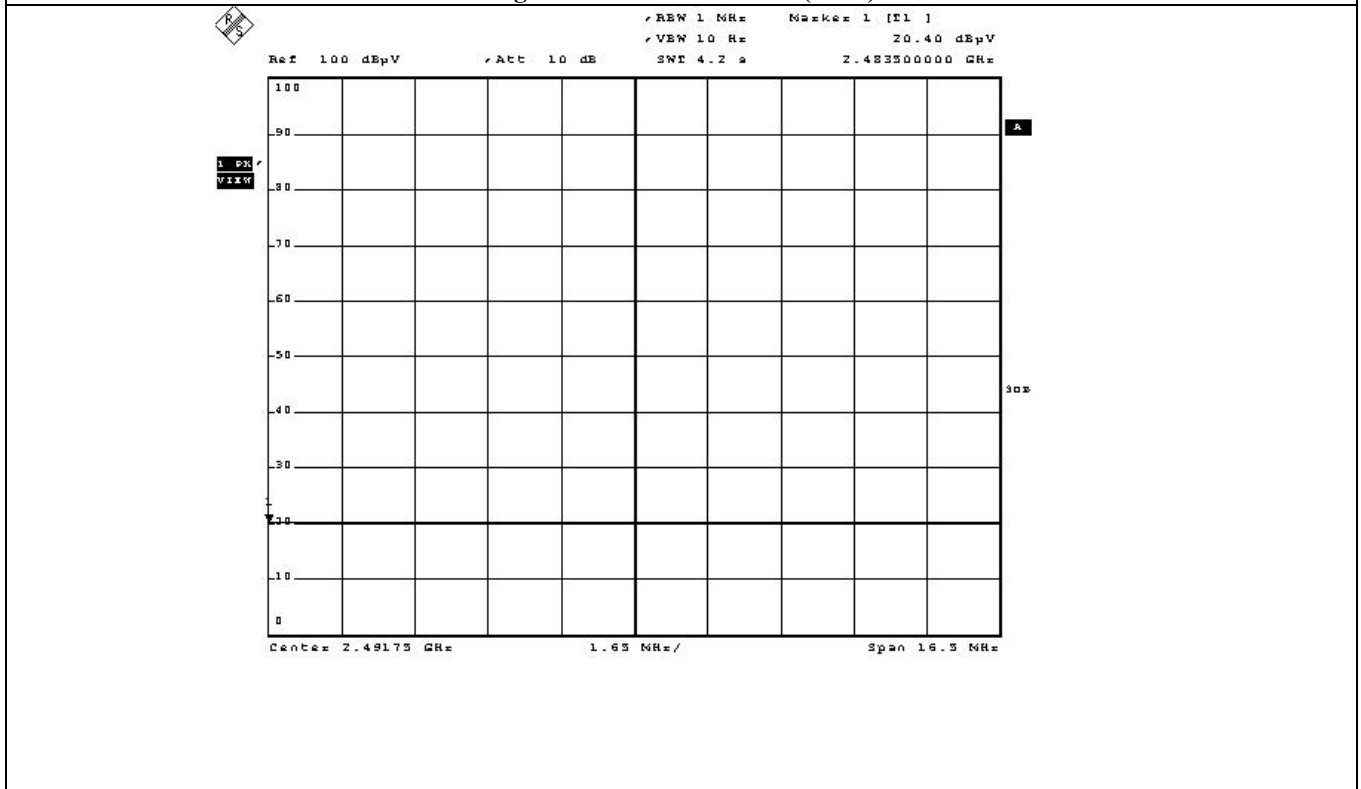 R
S
RBW 1 MHz
Marker 1 [T1 ]
VBW 10 Hz
20.40 dBµV
Ref 100 dBµV
Att 10 dB
SWT 4.2 s
2.483500000 GHz
100
90
A
1 PK
VIEW
80
70
60
50
40
30
1
20
10
0
Center 2.49175 GHz
1.65 MHz/
Span 16.5 MHz